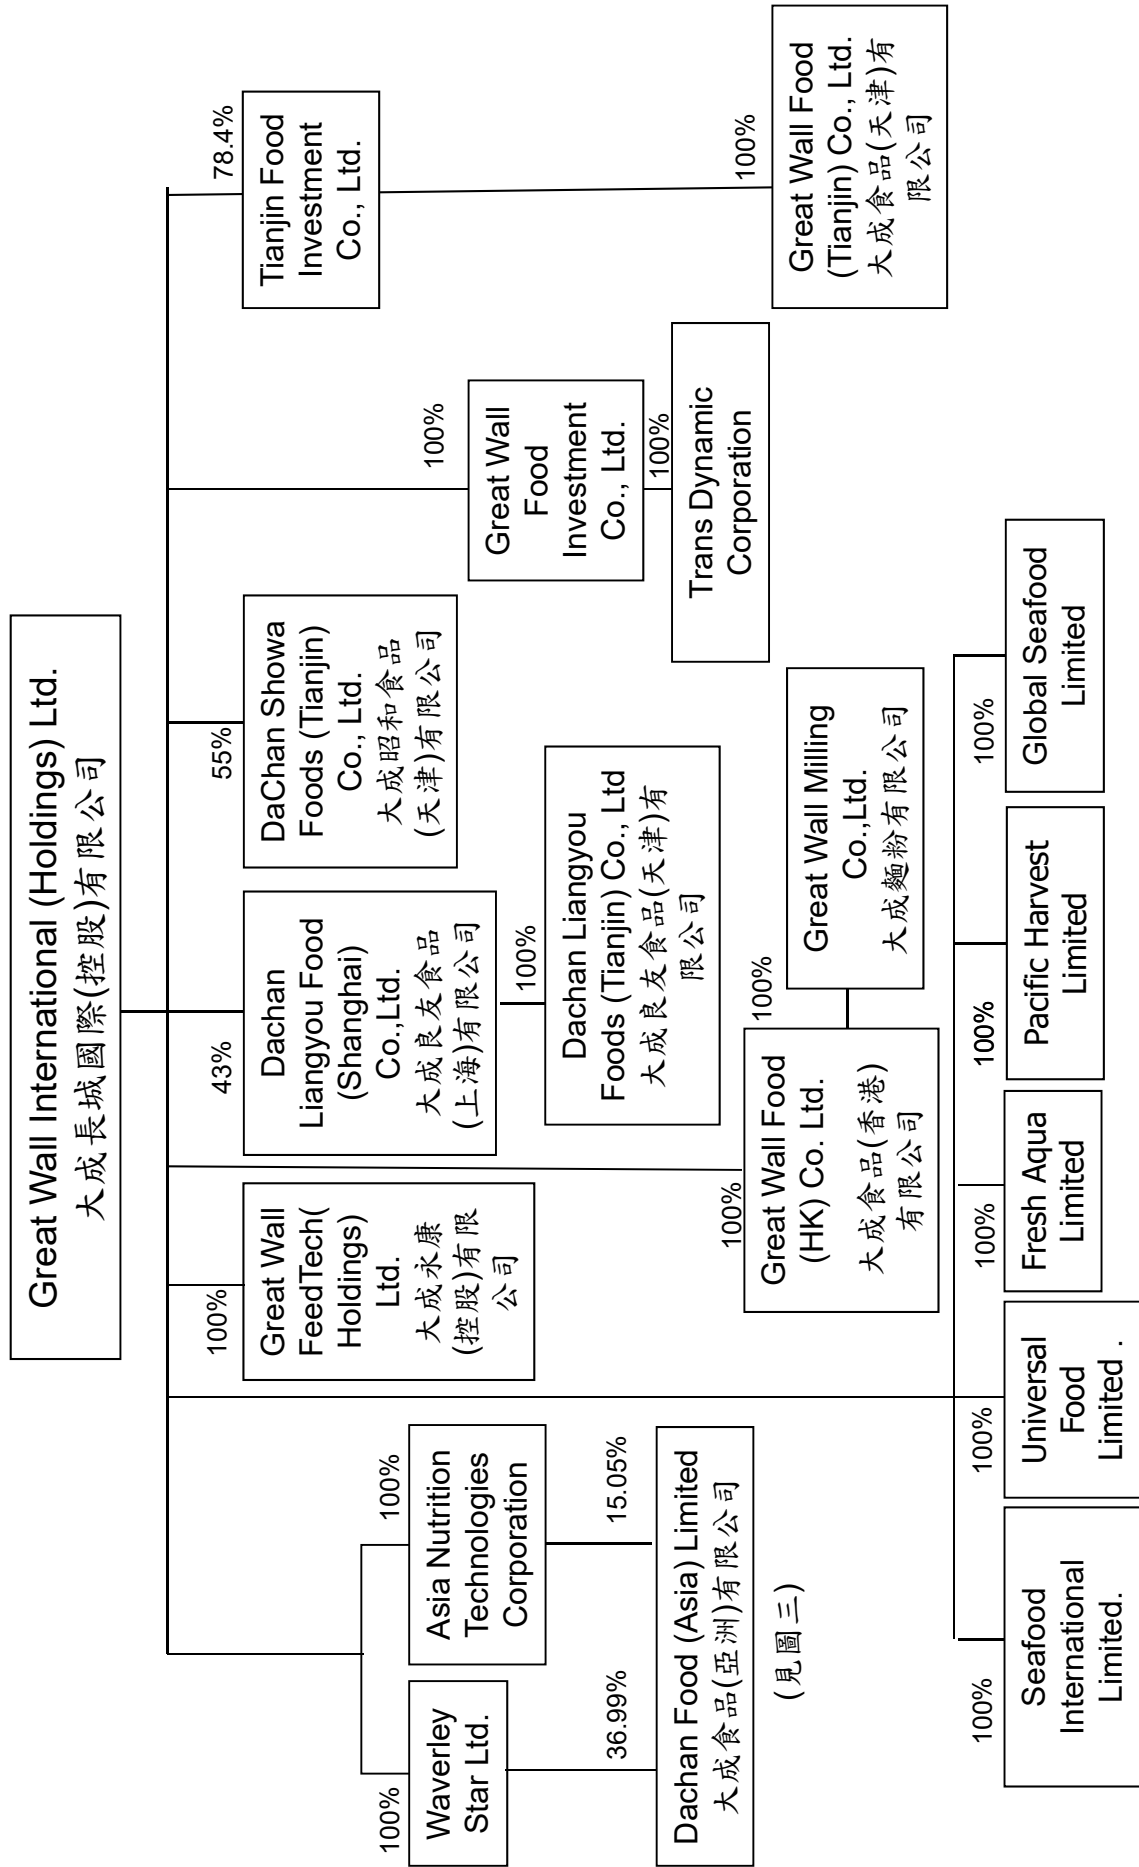 Great Wall International (Holdings) Ltd.
大成長城國際(控股)有限公司
100%
Waverley
Star Ltd.
100%
Asia Nutrition
Technologies
Corporation
36.99%
15.05%
Dachan Food (Asia) Limited
大成食品(亞洲)有限公司
(見圖三)
100%
Great Wall
FeedTech(
Holdings)
Ltd.
大成永康
(控股)有限
公司
43%
Dachan
Liangyou Food
(Shanghai)
Co.,Ltd.
大成良友食品
(上海)有限公司
100%
Dachan Liangyou
Foods (Tianjin) Co., Ltd
大成良友食品(天津)有
限公司
55%
DaChan Showa
Foods (Tianjin)
Co., Ltd.
大成昭和食品
(天津)有限公司
100%
Great Wall
Food
Investment
Co., Ltd.
100%
Trans Dynamic
Corporation
78.4%
Tianjin Food
Investment
Co., Ltd.
100%
Great Wall Food
(Tianjin) Co., Ltd.
大成食品(天津)有
限公司
100%
Great Wall Food
(HK) Co. Ltd.
大成食品(香港)
有限公司
100%
Great Wall Milling
Co.,Ltd.
大成麵粉有限公司
100%
Seafood
International
Limited.
100%
Universal
Food
Limited .
100%
Fresh Aqua
Limited
100%
Pacific Harvest
Limited
100%
Global Seafood
Limited